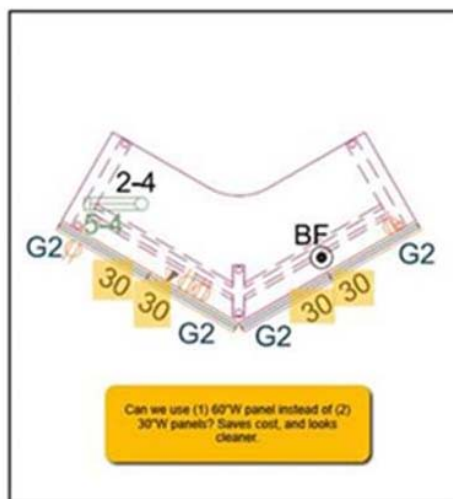 2-4
5-4
BF
G2
G2
30
30
30
30
G2
G2
Can we use (1) 60"W panel instead of (2)
30"W panels? Saves cost, and looks
cleaner.